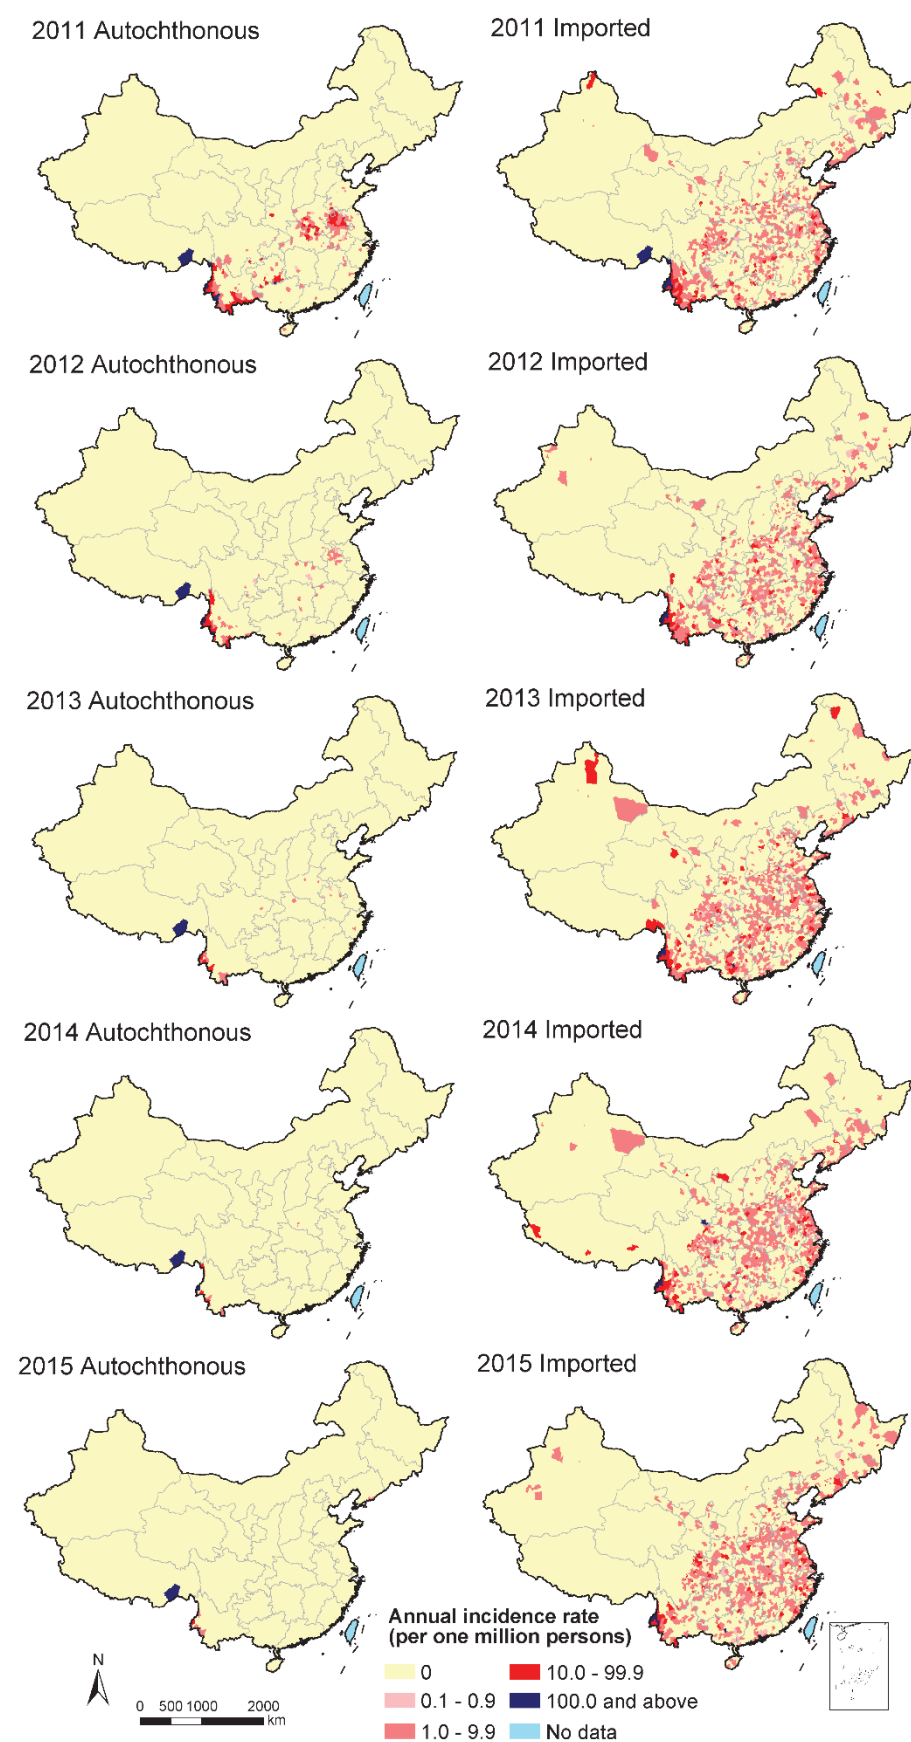 2011 Autochthonous
2011 Imported
2012 Autochthonous
2012 Imported
2013 Autochthonous
2013 Imported
2014 Autochthonous
2014 Imported
2015 Autochthonous
2015 Imported
Annual incidence rate
(per one million persons)
0
0.1 - 0.9
1.0 - 9.9
10.0 - 99.9
100.0 and above
No data
N
0 500 1000 2000
km